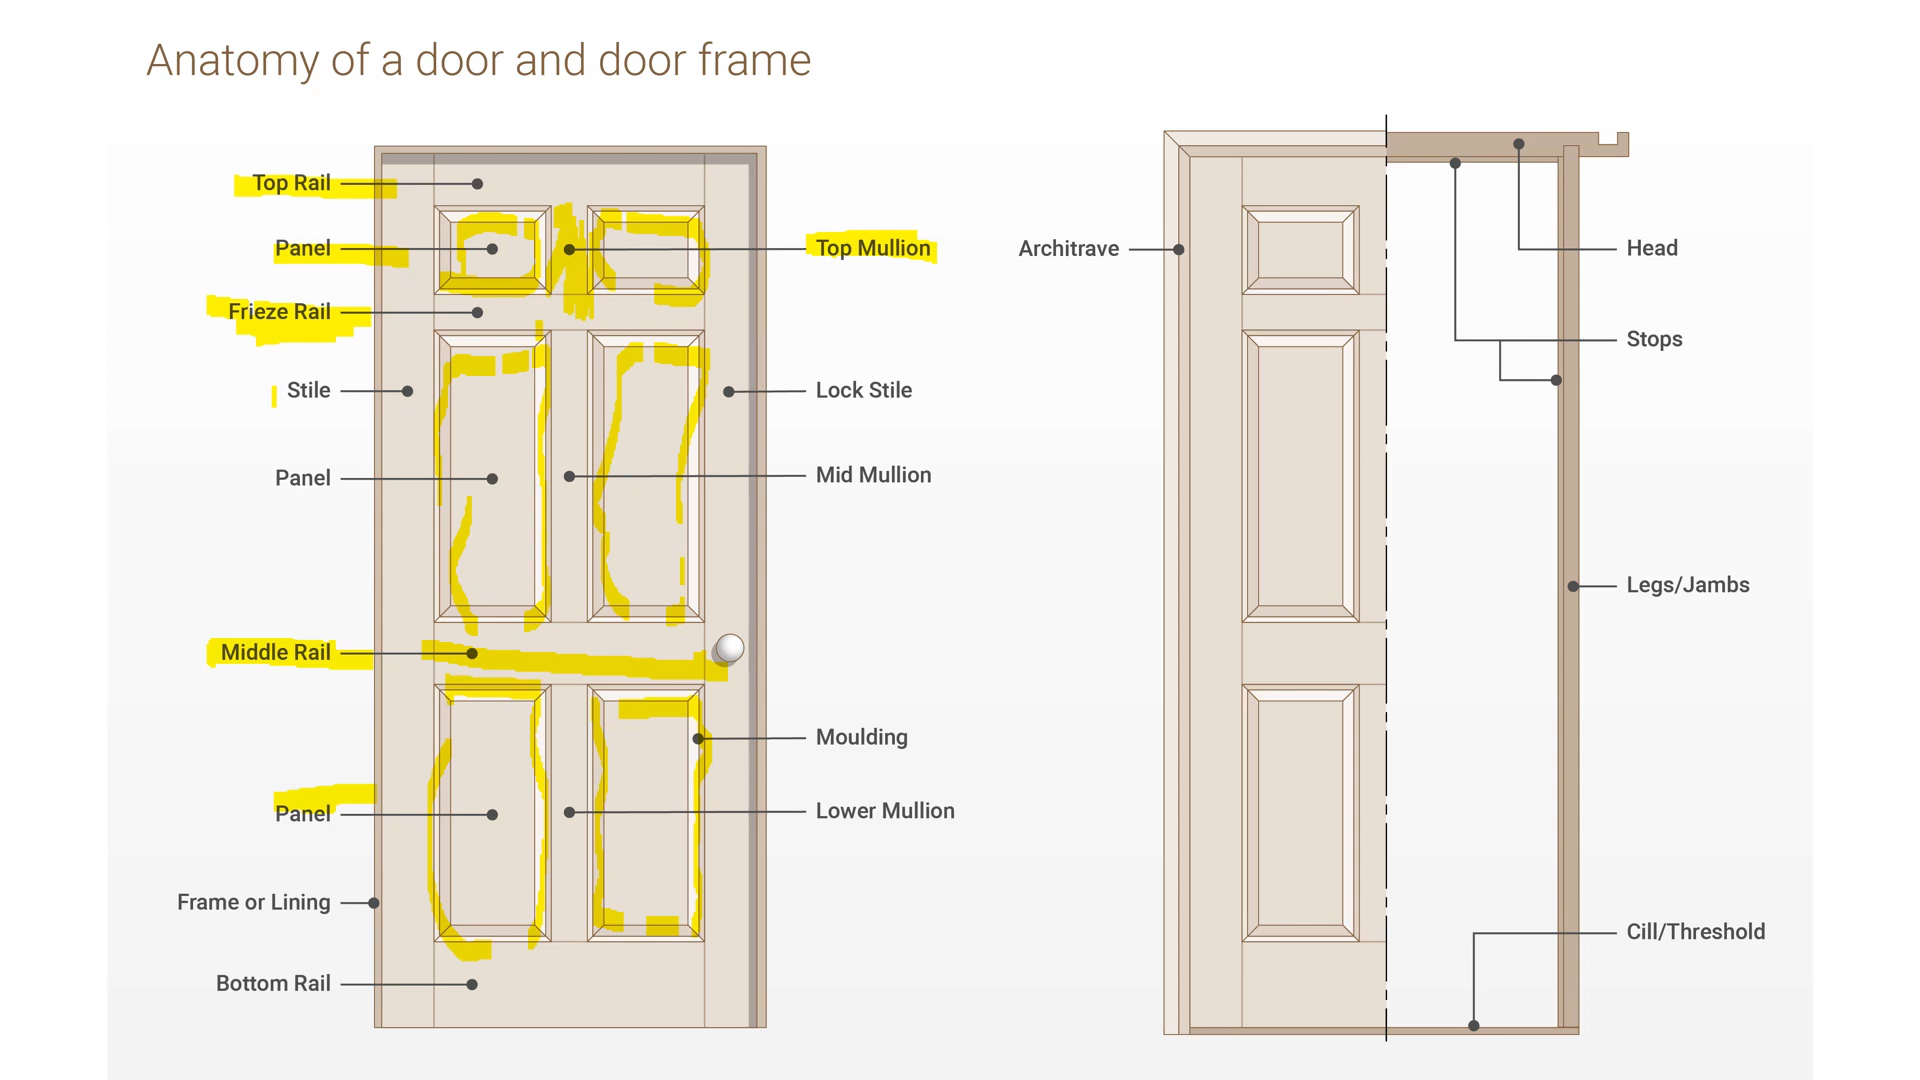 Anatomy of a door and door frame
Top Rail
Panel
Frieze Rail
Stile
Panel
Middle Rail
Panel
Frame or Lining
Bottom Rail
Top Mullion
Lock Stile
Mid Mullion
Moulding
Lower Mullion
Architrave
Head
Stops
Legs/Jambs
Cill/Threshold